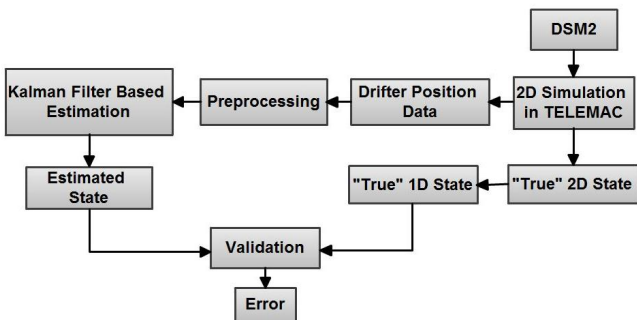 DSM2
Kalman Filter Based
Estimation
Preprocessing
Drifter Position
Data
2D Simulation
in TELEMAC
Estimated
State
"True" 1D State
"True" 2D State
Validation
Error